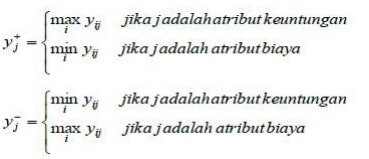 y_j^+ = { max_i y_ij jika j adalah atribut keuntungan
min_i y_ij jika j adalah atribut biaya
y_j^- = { min_i y_ij jika j adalah atribut keuntungan
max_i y_ij jika j adalah atribut biaya